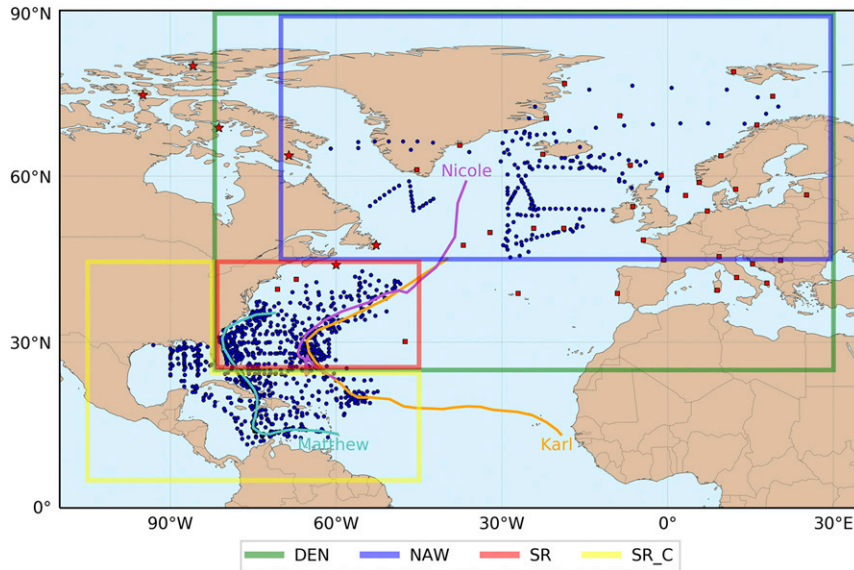 90°N
60°N
Nicole
30°N
Matthew
Karl
0°
90°W
60°W
30°W
0°
30°E
DEN
NAW
SR
SR_C